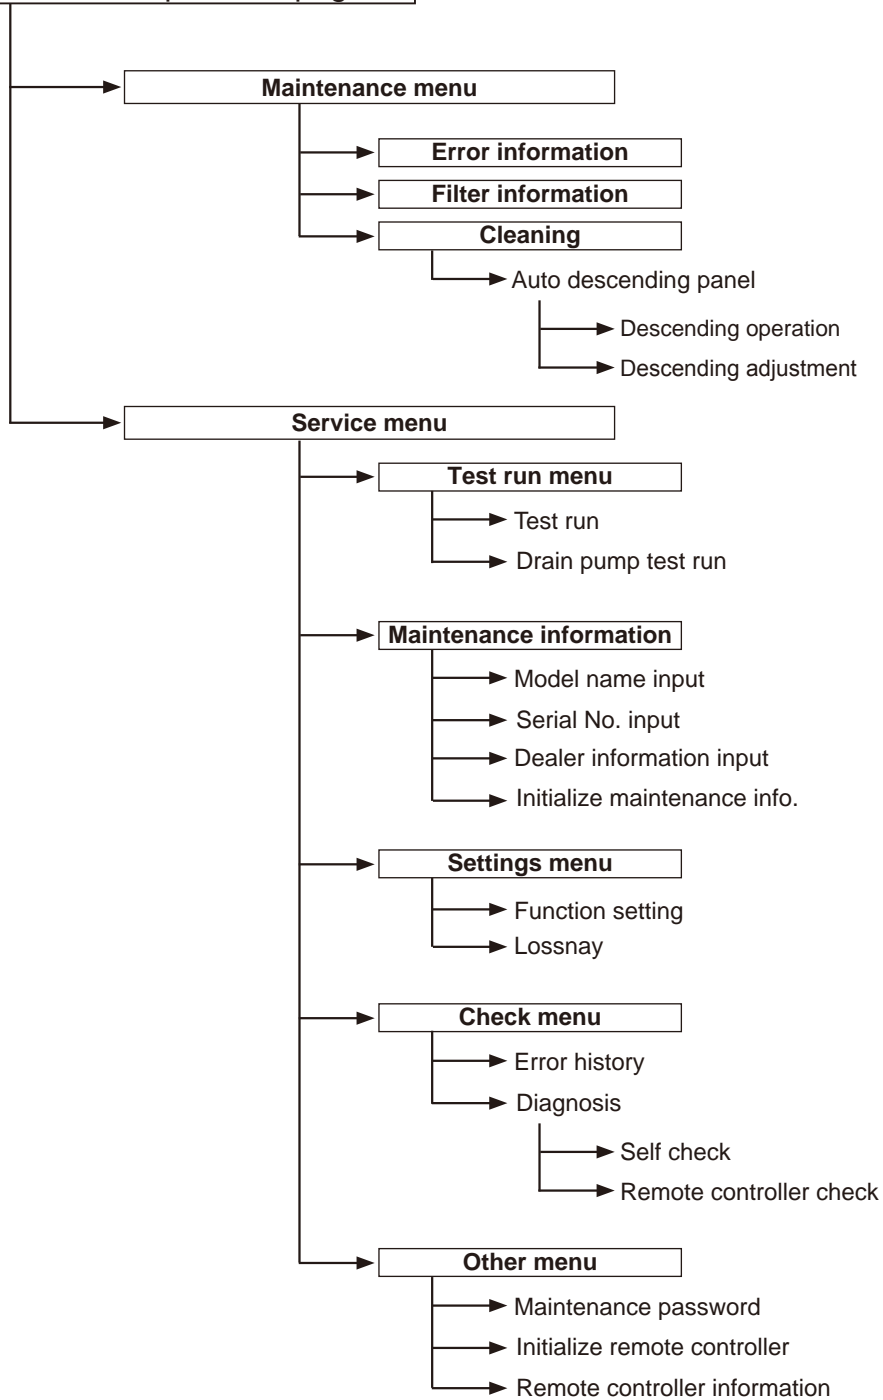 Maintenance menu
Error information
Filter information
Cleaning
Auto descending panel
Descending operation
Descending adjustment
Service menu
Test run menu
Test run
Drain pump test run
Maintenance information
Model name input
Serial No. input
Dealer information input
Initialize maintenance info.
Settings menu
Function setting
Lossnay
Check menu
Error history
Diagnosis
Self check
Remote controller check
Other menu
Maintenance password
Initialize remote controller
Remote controller information